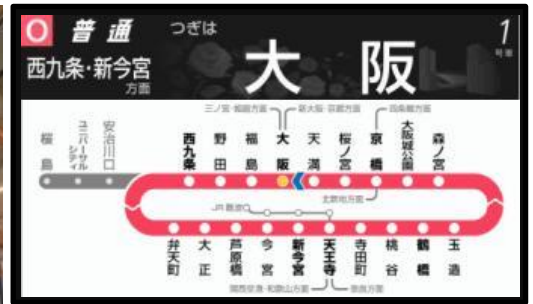 O 普通 つぎは 1
号車
西九条・新今宮
方面
大阪
三ノ宮・姫路方面 新大阪・京都方面 四条畷方面
桜島 ユニバーサルシティ 安治川口 西九条 野田 福島 大阪 天満 桜ノ宮 京橋 大阪城公園 森ノ宮
北新地方面
JR難波
弁天町 大正 芦原橋 今宮 新今宮 天王寺 寺田町 桃谷 鶴橋 玉造
関西空港・和歌山方面 奈良方面